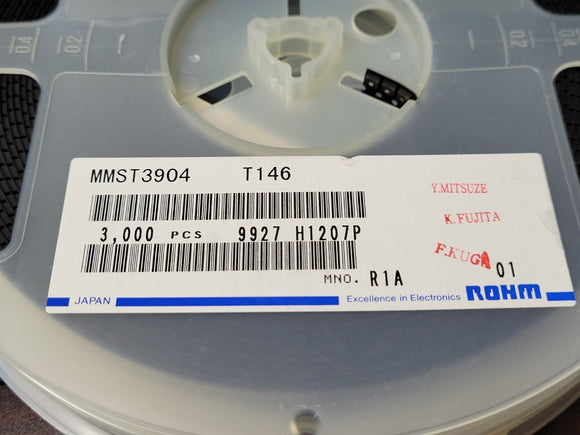 04 02
02
MMST3904 T146
Y.MITSUZE
K.FUJITA
3,000 PCS 9927 H1207P
F.KUGA
01
MNO. R1A
JAPAN Excellence in Electronics ROHM